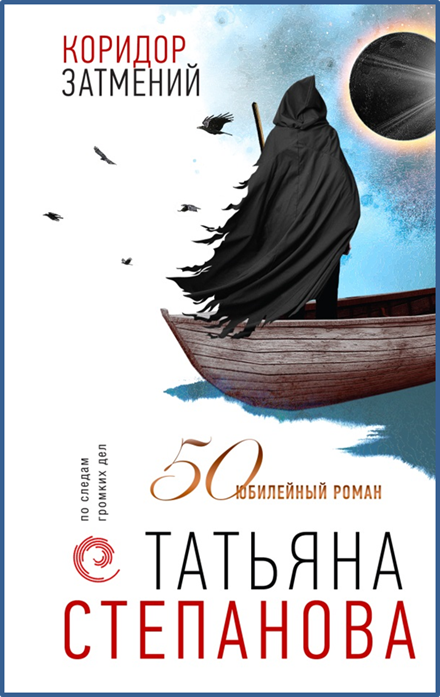 КОРИДОР
ЗАТМЕНИЙ
50
ЮБИЛЕЙНЫЙ РОМАН
по следам
громких дел
ТАТЬЯНА
СТЕПАНОВА